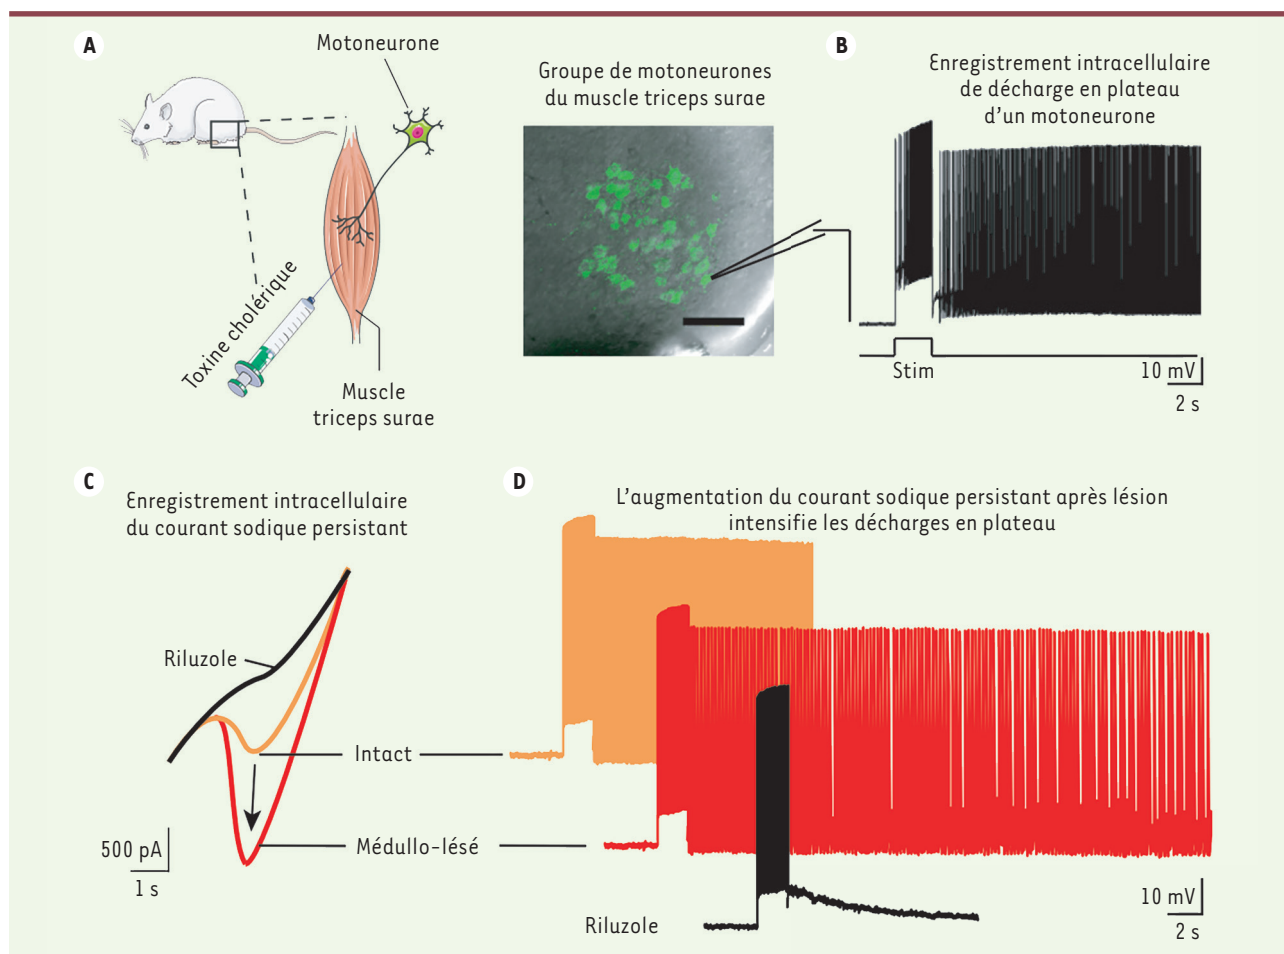 A
Motoneurone
Toxine cholérique
Muscle
triceps surae
Groupe de motoneurones
du muscle triceps surae
B
Enregistrement intracellulaire
de décharge en plateau
d'un motoneurone
Stim
10 mV
2 s
C
Enregistrement intracellulaire
du courant sodique persistant
Riluzole
Intact
Médullo-lésé
500 pA
1 s
D
L'augmentation du courant sodique persistant après lésion
intensifie les décharges en plateau
Riluzole
10 mV
2 s